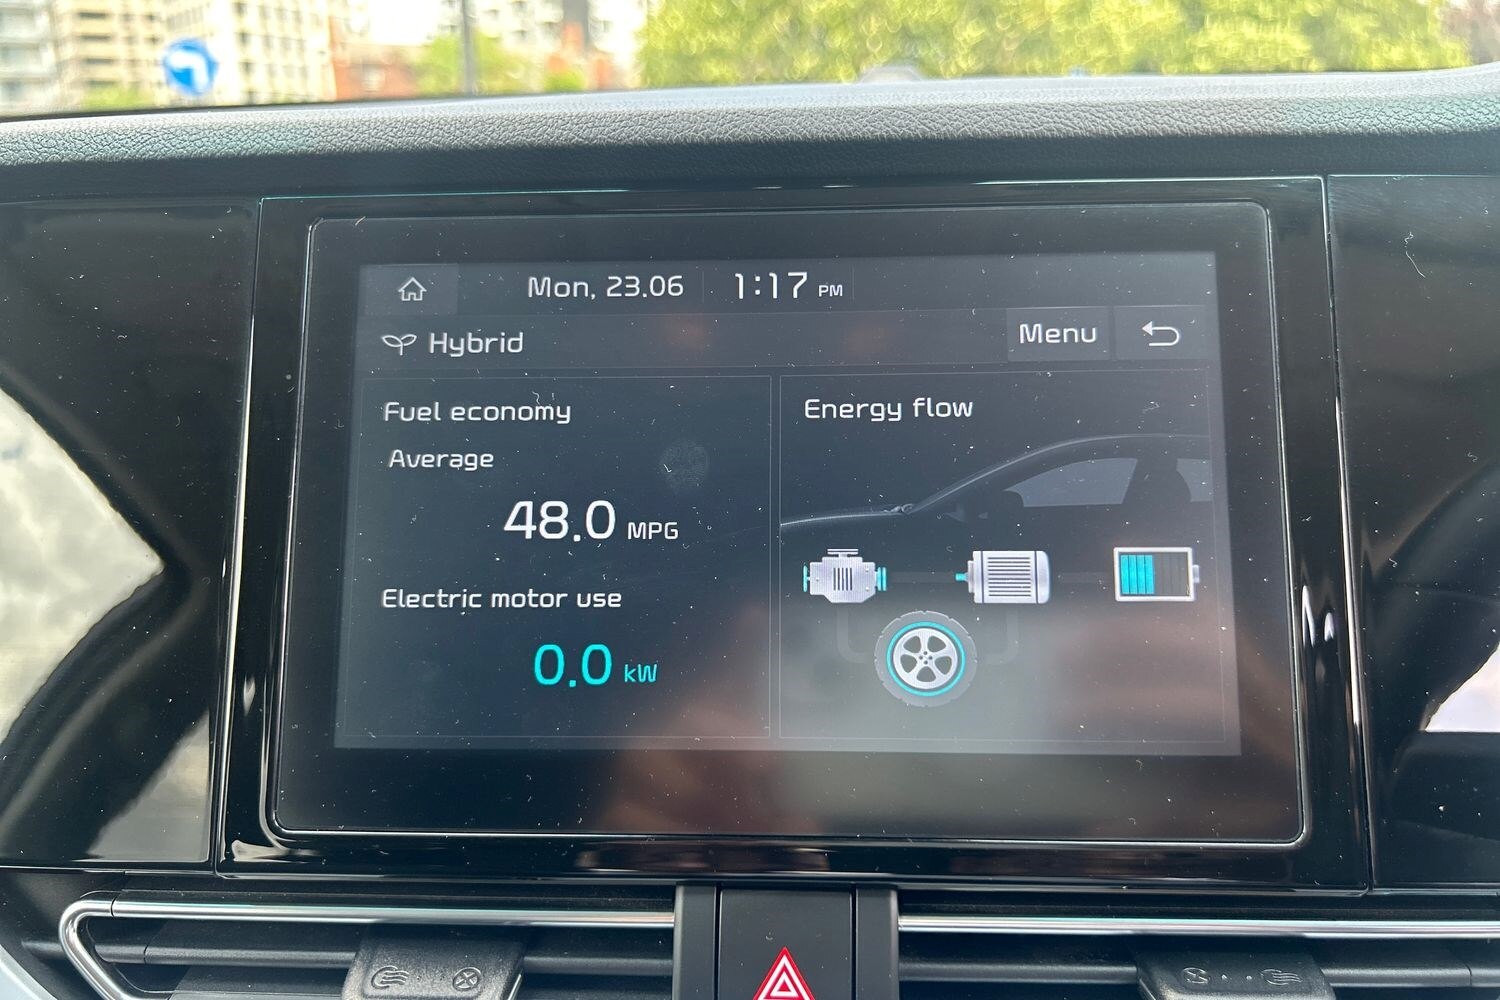 Mon, 23.06 1:17 PM
Hybrid Menu
Fuel economy
Average
48.0 MPG
Electric motor use
0.0 kW
Energy flow